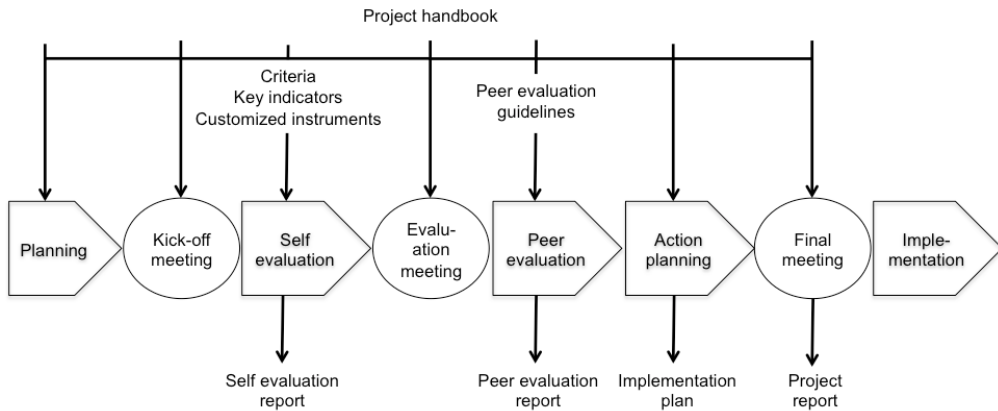 Project handbook
Criteria
Key indicators
Customized instruments
Peer evaluation
guidelines
Planning
Kick-off
meeting
Self
evaluation
Evalu-
ation
meeting
Peer
evaluation
Action
planning
Final
meeting
Imple-
mentation
Self evaluation
report
Peer evaluation
report
Implementation
plan
Project
report